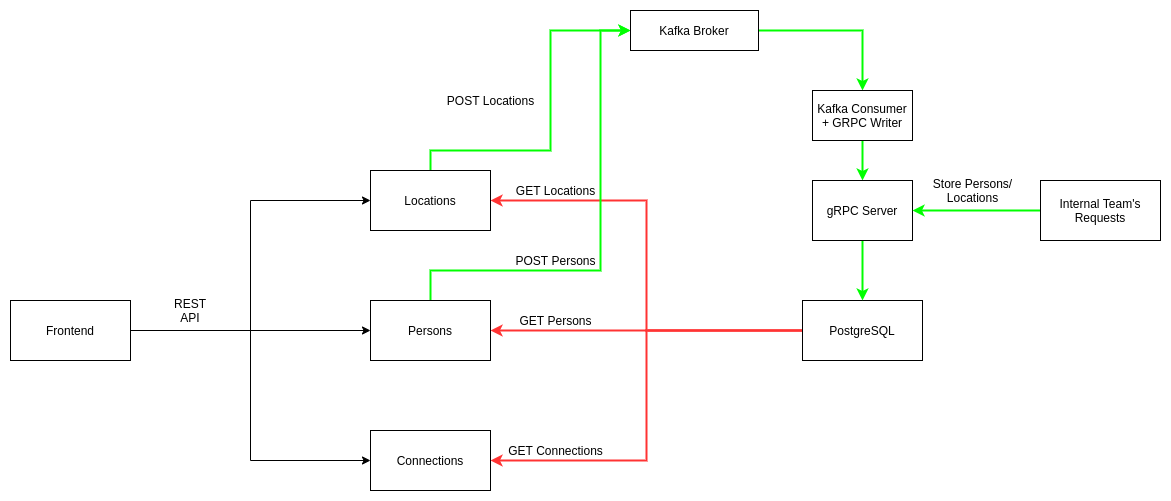 Kafka Broker
POST Locations
Kafka Consumer
+ GRPC Writer
Locations
GET Locations
gRPC Server
Store Persons/
Locations
Internal Team's
Requests
POST Persons
Frontend
REST
API
Persons
GET Persons
PostgreSQL
Connections
GET Connections